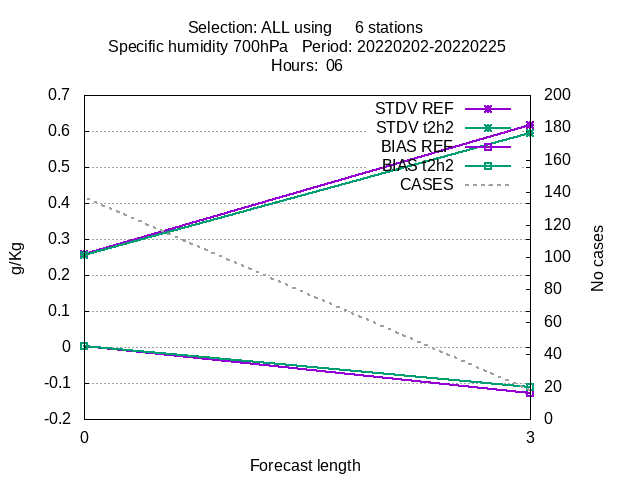 Selection: ALL using     6 stations
Specific humidity 700hPa   Period: 20220202-20220225
Hours:  06
0.7
0.6
0.5
0.4
0.3
0.2
0.1
0
-0.1
-0.2
g/Kg
STDV REF
STDV t2h2
BIAS REF
BIAS t2h2
CASES
200
180
160
140
120
100
80
60
40
20
0
No cases
0
3
Forecast length